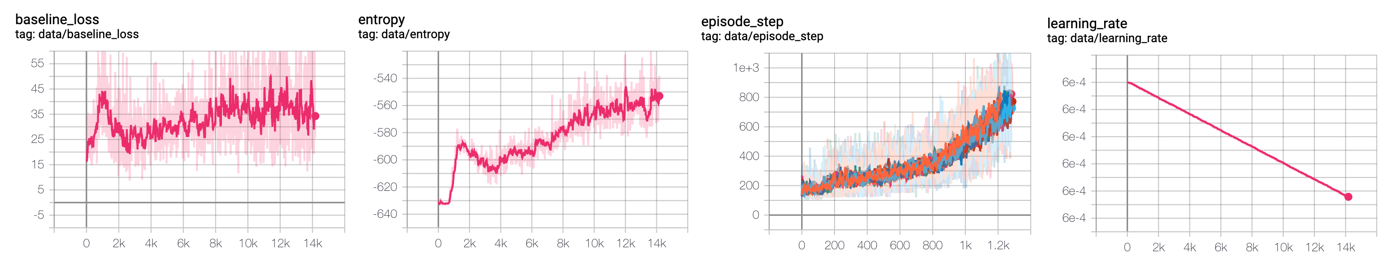 baseline_loss
tag: data/baseline_loss
55
45
35
25
15
5
-5
0 2k 4k 6k 8k 10k 12k 14k
entropy
tag: data/entropy
-540
-560
-580
-600
-620
-640
0 2k 4k 6k 8k 10k 12k 14k
episode_step
tag: data/episode_step
1e+3
800
600
400
200
0
0 200 400 600 800 1k 1.2k
learning_rate
tag: data/learning_rate
6e-4
6e-4
6e-4
6e-4
6e-4
6e-4
0 2k 4k 6k 8k 10k 12k 14k